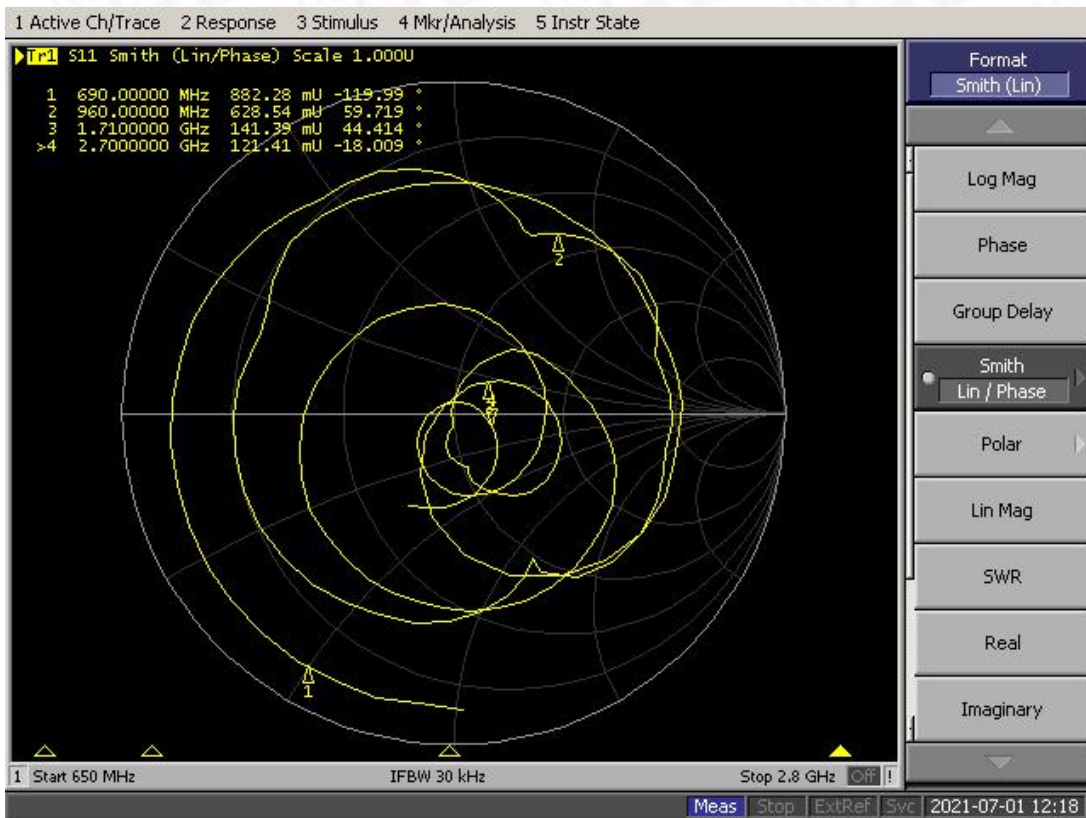 1 Active Ch/Trace 2 Response 3 Stimulus 4 Mkr/Analysis 5 Instr State
Tr1 S11 Smith (Lin/Phase) Scale 1.000U
1 690.00000 MHz 882.28 mU -119.99 °
2 960.00000 MHz 628.54 mU 59.719 °
3 1.7100000 GHz 141.39 mU 44.414 °
>4 2.7000000 GHz 121.41 mU -18.009 °
2
1
1 Start 650 MHz IFBW 30 kHz Stop 2.8 GHz Off !
Format
Smith (Lin)
Log Mag
Phase
Group Delay
Smith
Lin / Phase
Polar
Lin Mag
SWR
Real
Imaginary
Meas Stop ExtRef Svc 2021-07-01 12:18